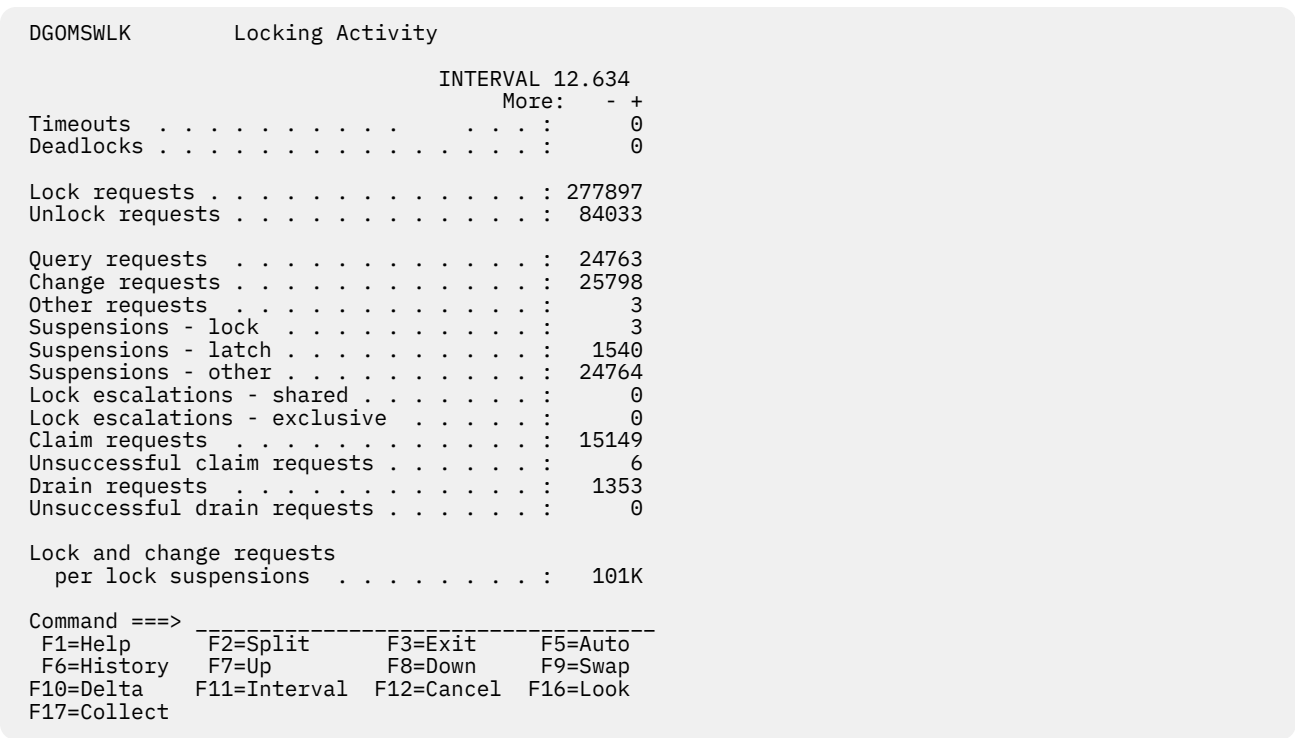 DGOMSWLK        Locking Activity
INTERVAL 12.634
More:   - +
Timeouts  . . . . . . . . . .     . . . :      0
Deadlocks . . . . . . . . . . . . . . . :      0
Lock requests . . . . . . . . . . . . . : 277897
Unlock requests . . . . . . . . . . . . :  84033
Query requests  . . . . . . . . . . . . :  24763
Change requests . . . . . . . . . . . . :  25798
Other requests  . . . . . . . . . . . . :      3
Suspensions - lock  . . . . . . . . . . :      3
Suspensions - latch . . . . . . . . . . :   1540
Suspensions - other . . . . . . . . . . :  24764
Lock escalations - shared . . . . . . . :      0
Lock escalations - exclusive  . . . . . :      0
Claim requests  . . . . . . . . . . . . :  15149
Unsuccessful claim requests . . . . . . :      6
Drain requests  . . . . . . . . . . . . :   1353
Unsuccessful drain requests . . . . . . :      0
Lock and change requests
  per lock suspensions  . . . . . . . . :   101K
Command ===> ____________________________________
 F1=Help      F2=Split      F3=Exit     F5=Auto
 F6=History   F7=Up         F8=Down     F9=Swap
F10=Delta    F11=Interval  F12=Cancel  F16=Look
F17=Collect